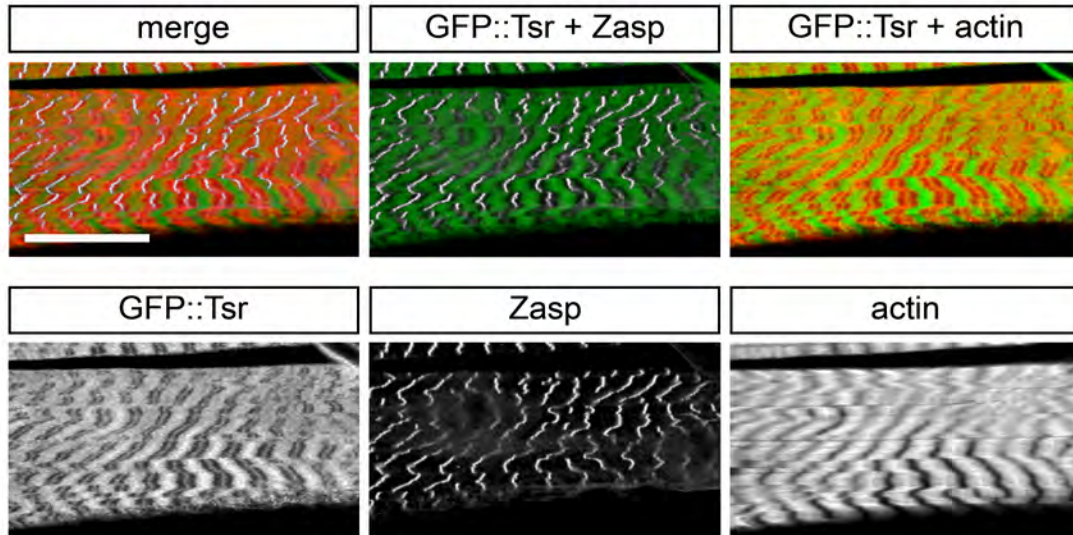 merge
GFP::Tsr + Zasp
GFP::Tsr + actin
GFP::Tsr
Zasp
actin